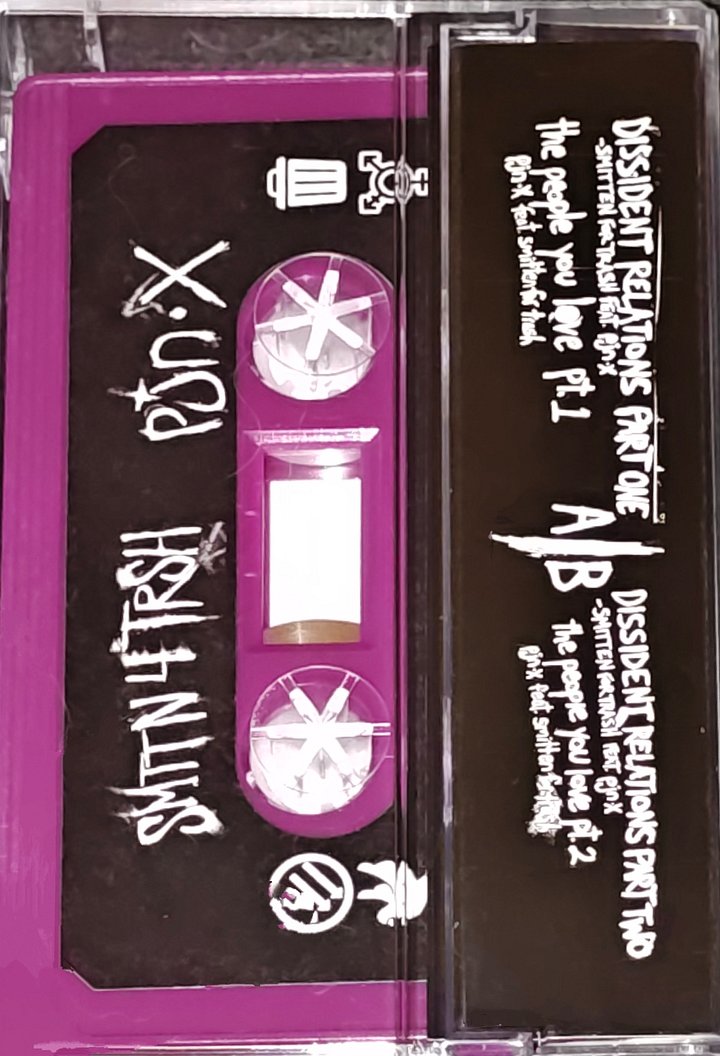 SMTTN 4 TRSH
pjn·X
DISSIDENT RELATIONS PART ONE
-SMITTEN FOR TRASH FEAT pjn·x
the people you love pt.1
pjn·x feat smitten for trash
A|B
DISSIDENT RELATIONS PART TWO
-SMITTEN FOR TRASH FEAT pjn·x
the people you love pt.2
pjn·x feat smitten for trash